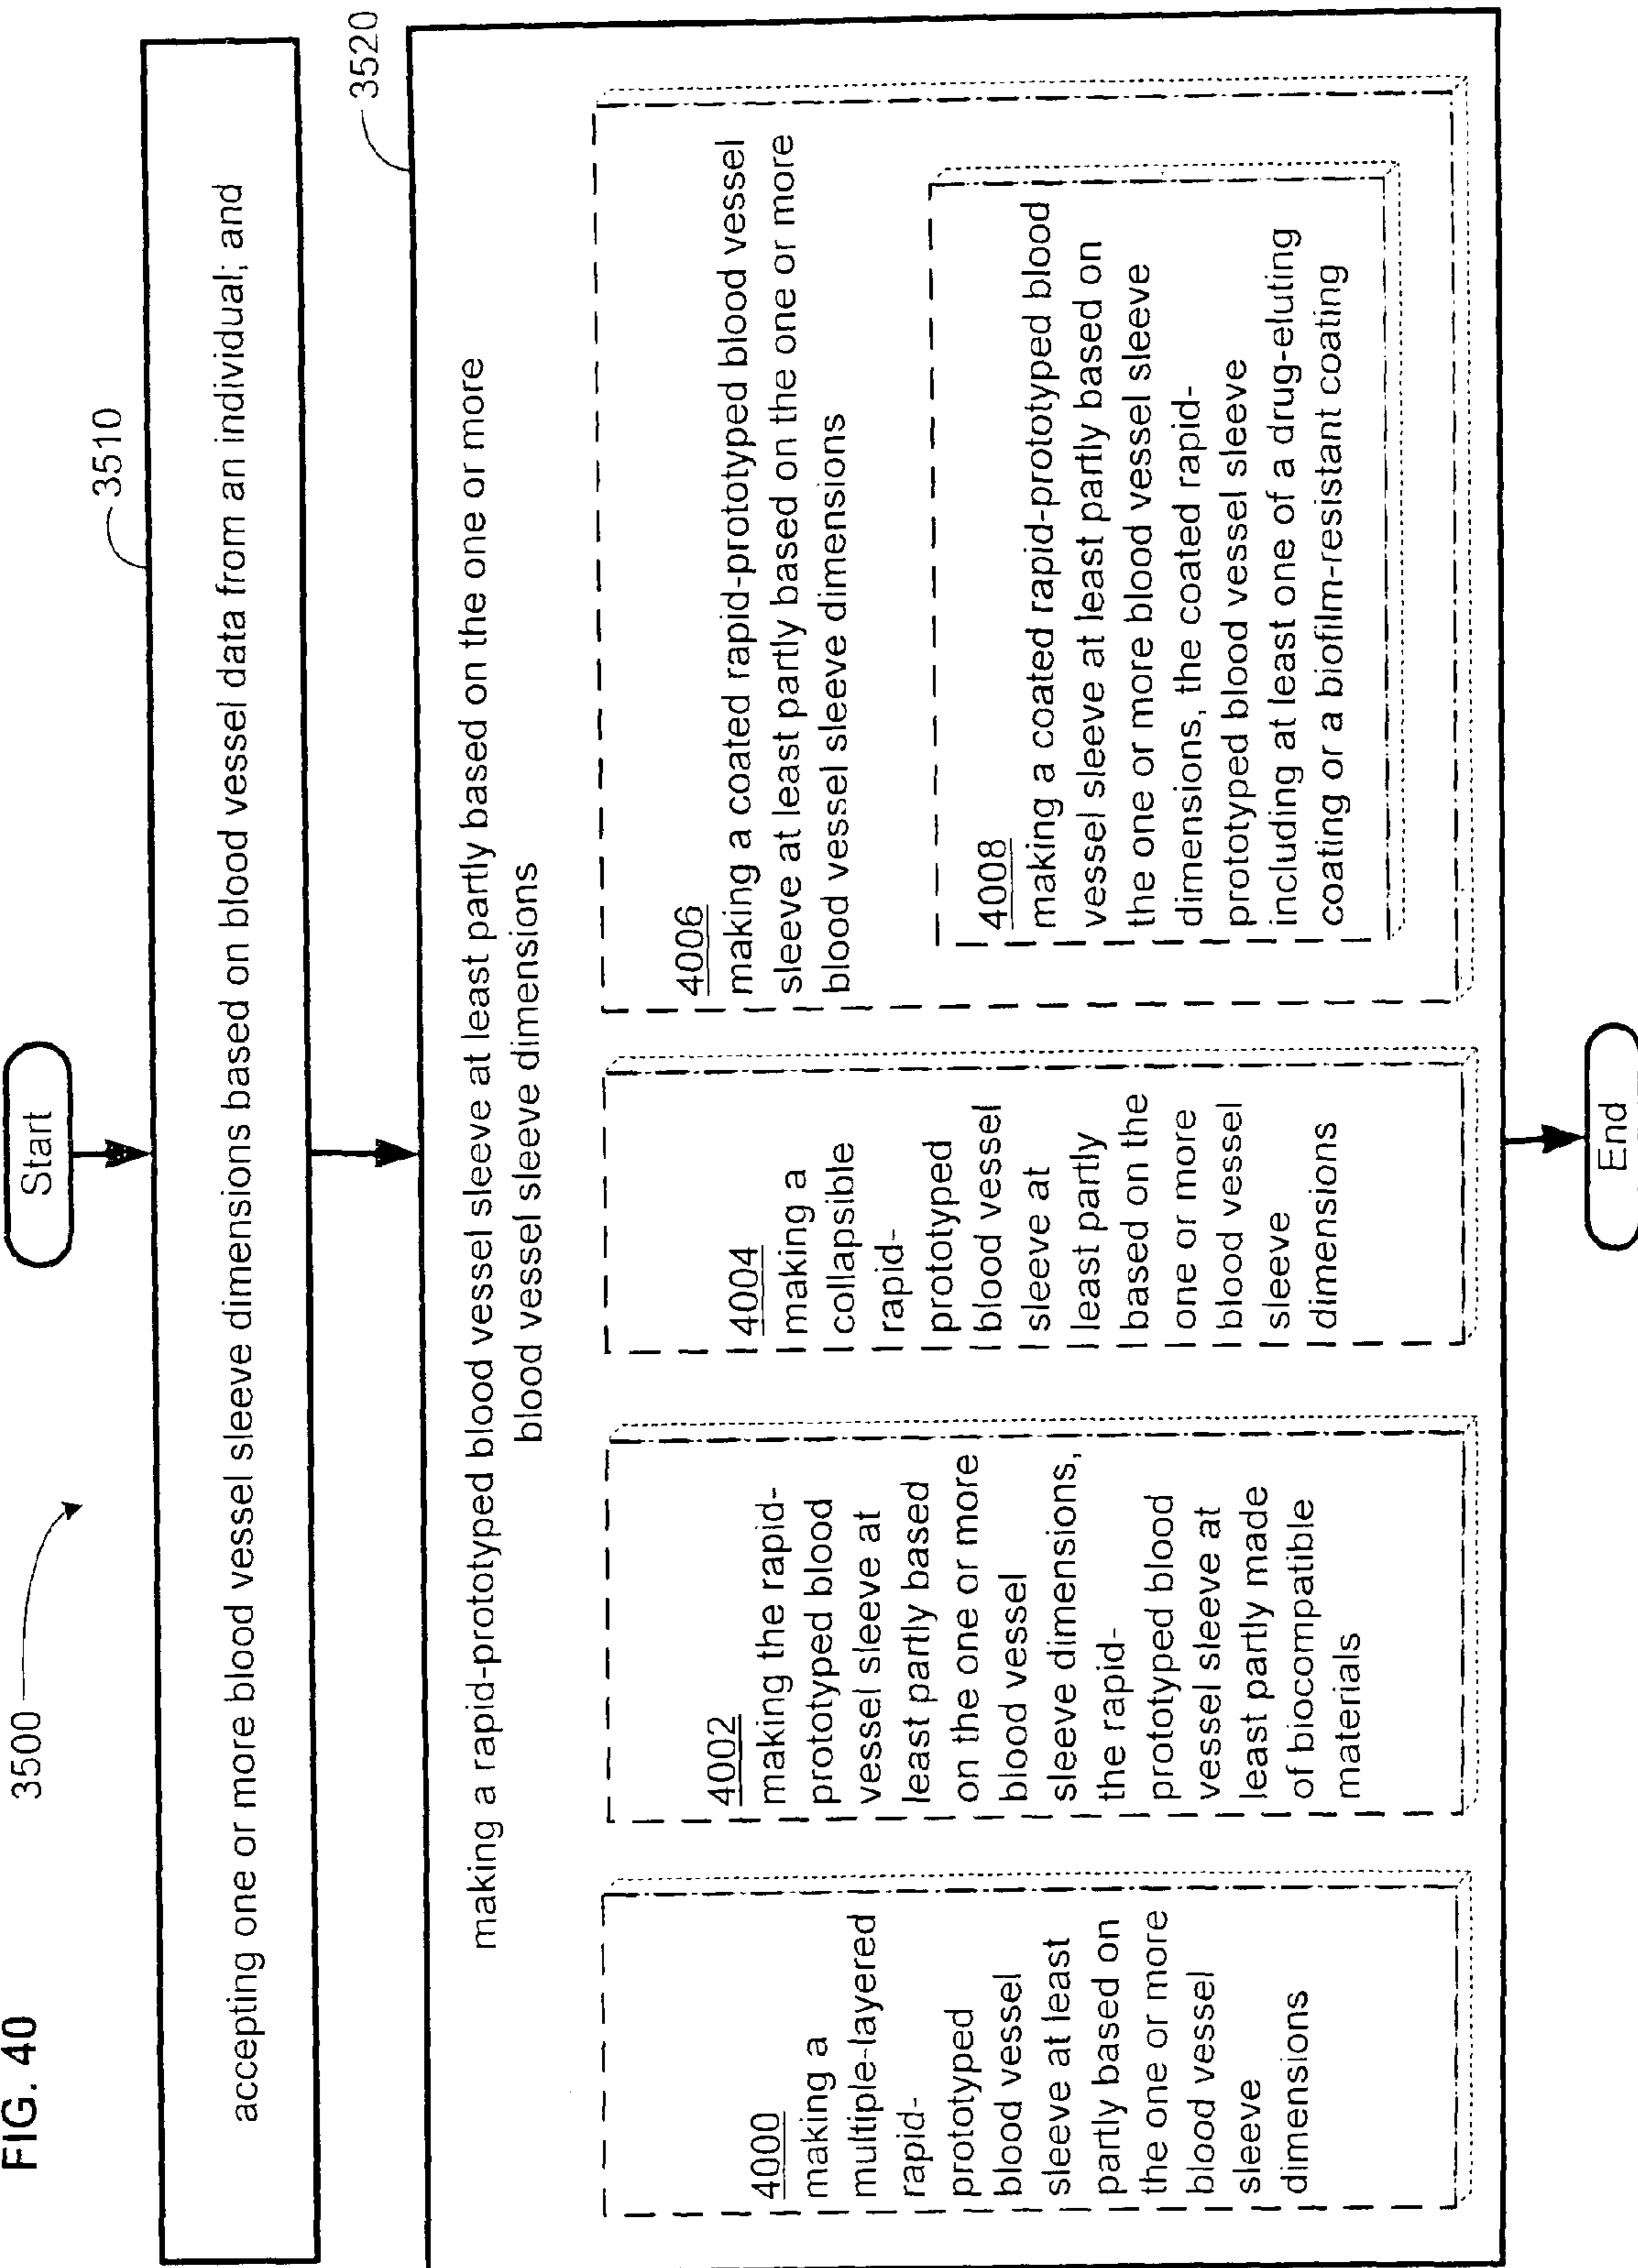 FIG. 40
3500
Start
3510
accepting one or more blood vessel sleeve dimensions based on blood vessel data from an individual; and
3520
making a rapid-prototyped blood vessel sleeve at least partly based on the one or more
blood vessel sleeve dimensions
4000
making a
multiple-layered
rapid-
prototyped
blood vessel
sleeve at least
partly based on
the one or more
blood vessel
sleeve
dimensions
4002
making the rapid-
prototyped blood
vessel sleeve at
least partly based
on the one or more
blood vessel
sleeve dimensions,
the rapid-
prototyped blood
vessel sleeve at
least partly made
of biocompatible
materials
4004
making a
collapsible
rapid-
prototyped
blood vessel
sleeve at
least partly
based on the
one or more
blood vessel
sleeve
dimensions
4006
making a coated rapid-prototyped blood vessel
sleeve at least partly based on the one or more
blood vessel sleeve dimensions
4008
making a coated rapid-prototyped blood
vessel sleeve at least partly based on
the one or more blood vessel sleeve
dimensions, the coated rapid-
prototyped blood vessel sleeve
including at least one of a drug-eluting
coating or a biofilm-resistant coating
End